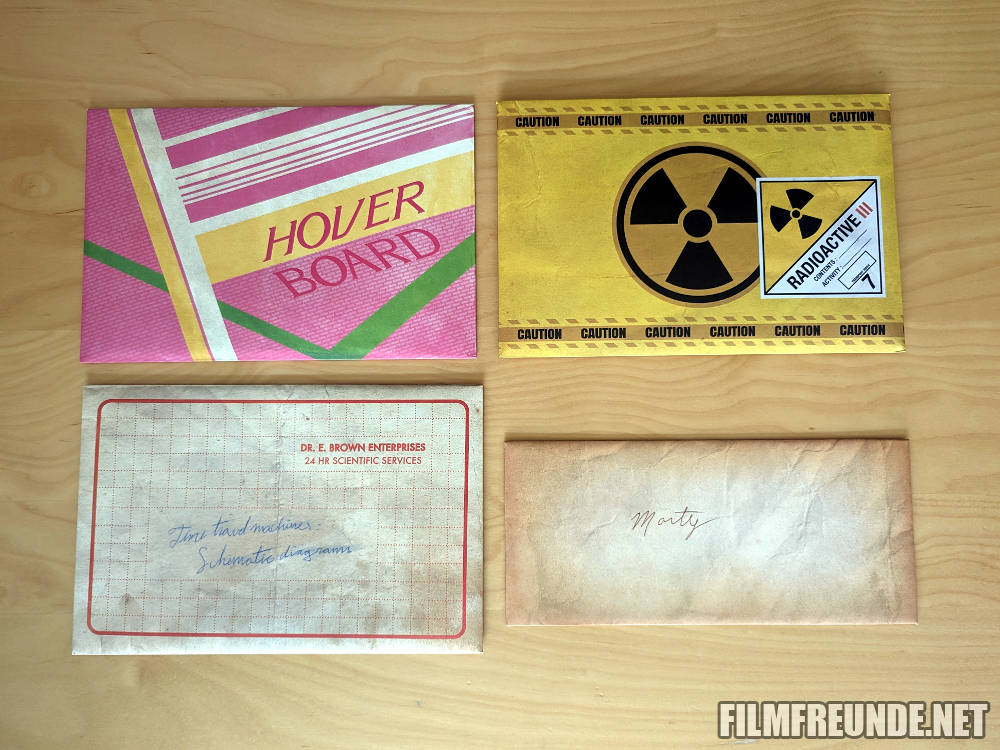 HOVER
BOARD
CAUTION CAUTION CAUTION CAUTION CAUTION CAUTION
RADIOACTIVE III
CONTENTS
ACTIVITY
7
CAUTION CAUTION CAUTION CAUTION CAUTION CAUTION
DR. E. BROWN ENTERPRISES
24 HR SCIENTIFIC SERVICES
Time travel machines:
Schematic diagrams
Marty
FILMFREUNDE.NET